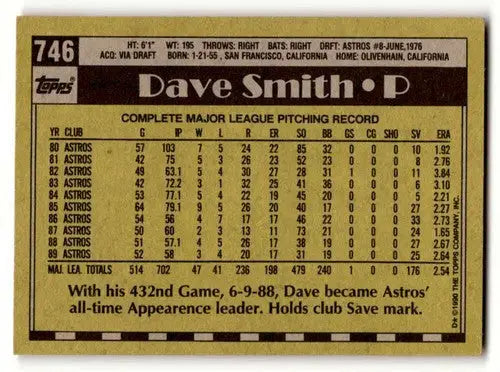 746
HT: 6'1" WT: 195 THROWS: RIGHT BATS: RIGHT DRFT: ASTROS #8-JUNE, 1976
ACQ: VIA DRAFT BORN: 1-21-55, SAN FRANCISCO, CALIFORNIA HOME: OLIVENHAIN, CALIFORNIA
Topps
Dave Smith • P
COMPLETE MAJOR LEAGUE PITCHING RECORD
YR CLUB G IP W L R ER SO BB GS CG SHO SV ERA
80 ASTROS 57 103 7 5 24 22 85 32 0 0 0 10 1.92
81 ASTROS 42 75 5 3 26 23 52 23 0 0 0 8 2.76
82 ASTROS 49 63.1 5 4 30 27 28 31 1 0 0 11 3.84
83 ASTROS 42 72.2 3 1 32 25 41 36 0 0 0 6 3.10
84 ASTROS 53 77.1 5 4 22 19 45 20 0 0 0 5 2.21
85 ASTROS 64 79.1 9 5 26 20 40 17 0 0 0 27 2.27
86 ASTROS 54 56 4 7 17 17 46 22 0 0 0 33 2.73
87 ASTROS 50 60 2 3 13 11 73 21 0 0 0 24 1.65
88 ASTROS 51 57.1 4 5 26 17 38 19 0 0 0 27 2.67
89 ASTROS 52 58 3 4 20 17 31 19 0 0 0 25 2.64
MAJ. LEA. TOTALS 514 702 47 41 236 198 479 240 1 0 0 176 2.54
With his 432nd Game, 6-9-88, Dave became Astros'
all-time Appearence leader. Holds club Save mark.
D* © 1990 THE TOPPS COMPANY, INC.